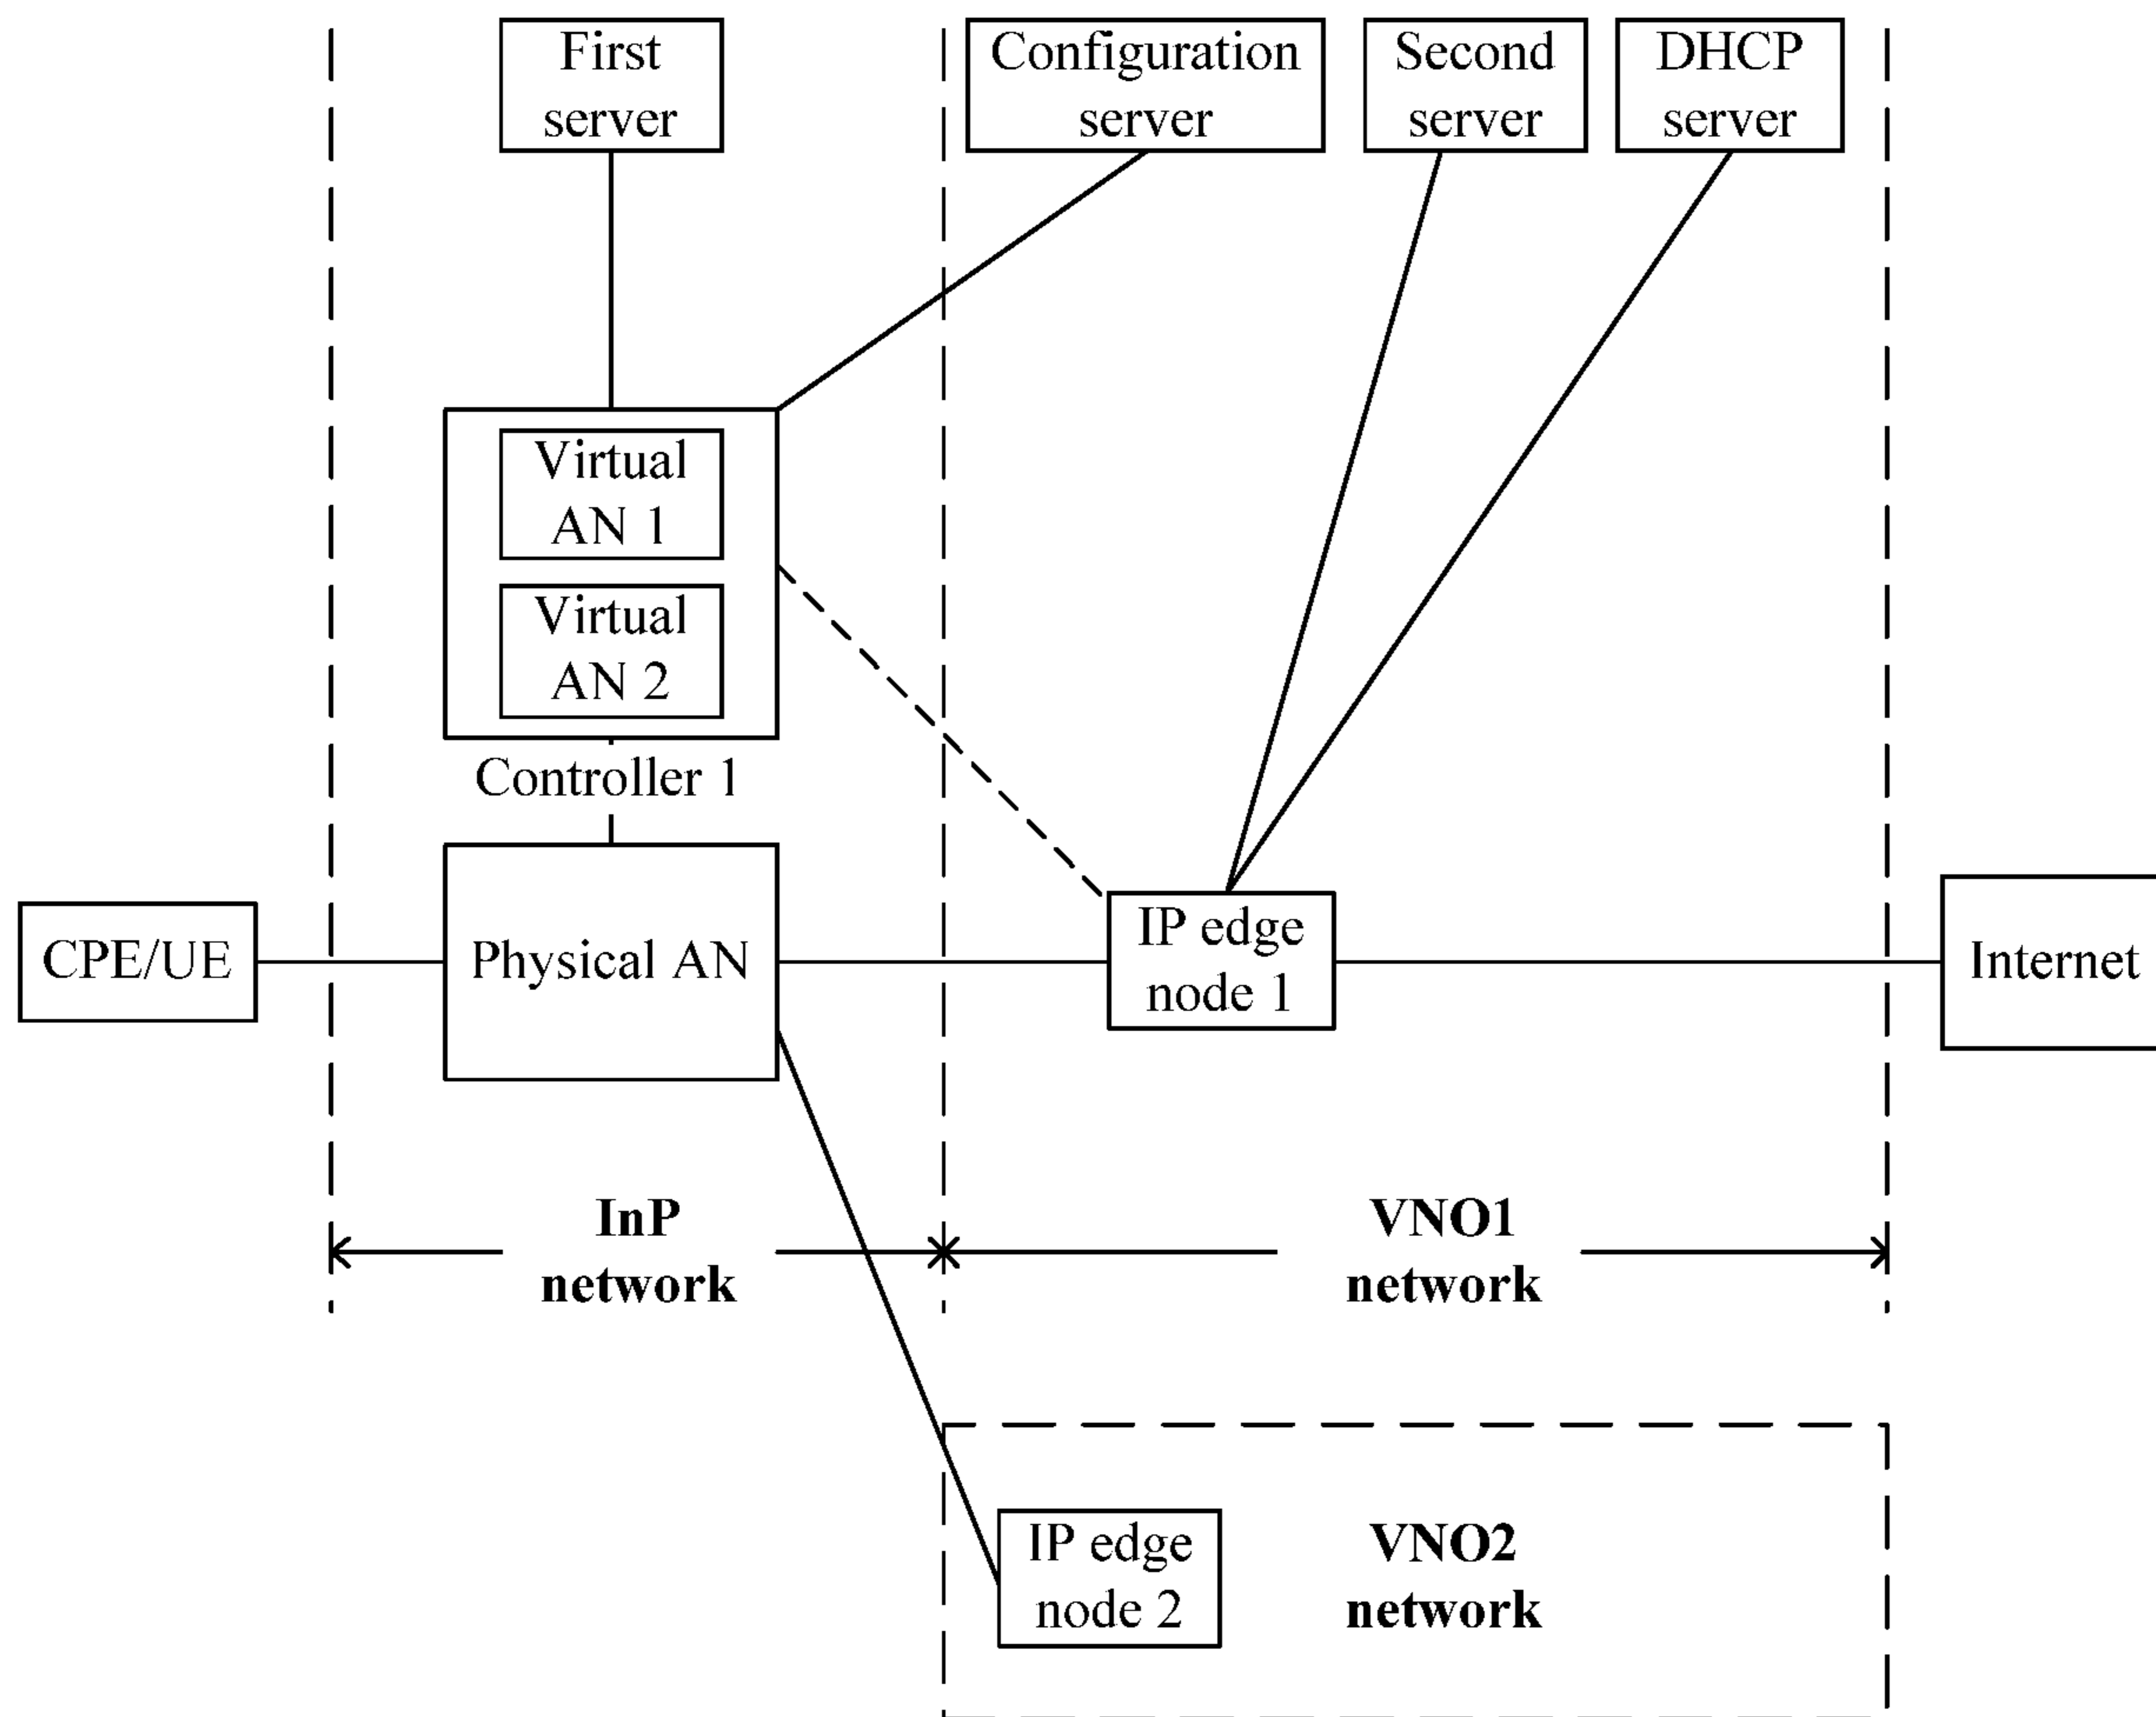 First
server
Configuration
server
Second
server
DHCP
server
Virtual
AN 1
Virtual
AN 2
Controller 1
CPE/UE
Physical AN
IP edge
node 1
Internet
InP
network
VNO1
network
IP edge
node 2
VNO2
network